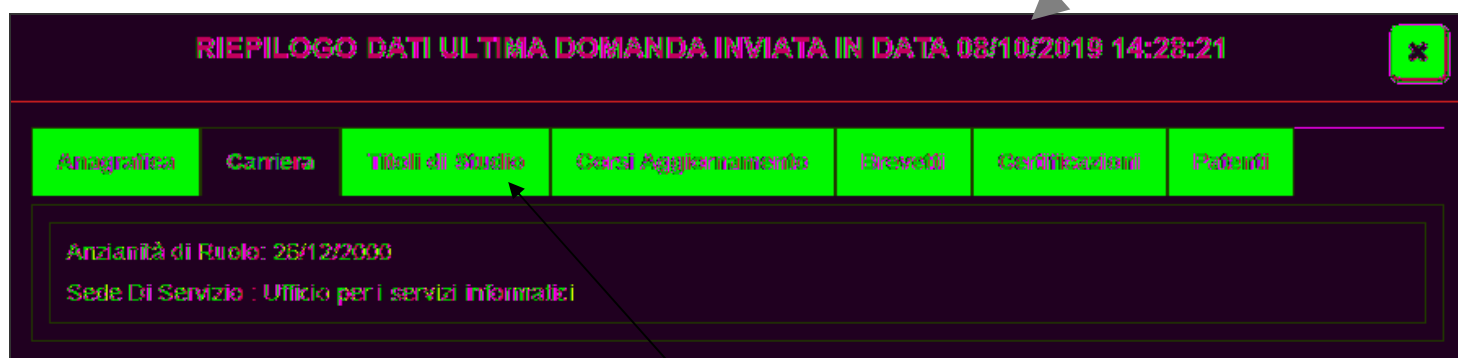 RIEPILOGO DATI ULTIMA DOMANDA INVIATA IN DATA 08/10/2019 14:28:21
Anagrafica Carriera Titoli di Studio Corsi Aggiornamento Brevetti Certificazioni Patenti
Anzianità di Ruolo: 26/12/2000
Sede Di Servizio : Ufficio per i servizi informatici